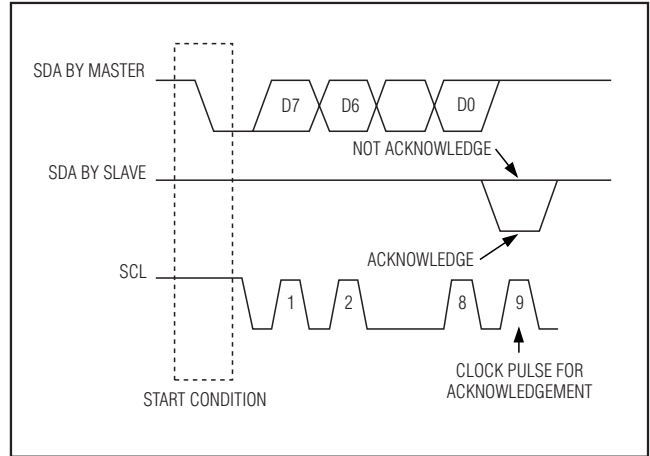 SDA BY MASTER
D7
D6
D0
NOT ACKNOWLEDGE
SDA BY SLAVE
ACKNOWLEDGE
SCL
1
2
8
9
CLOCK PULSE FOR
ACKNOWLEDGEMENT
START CONDITION